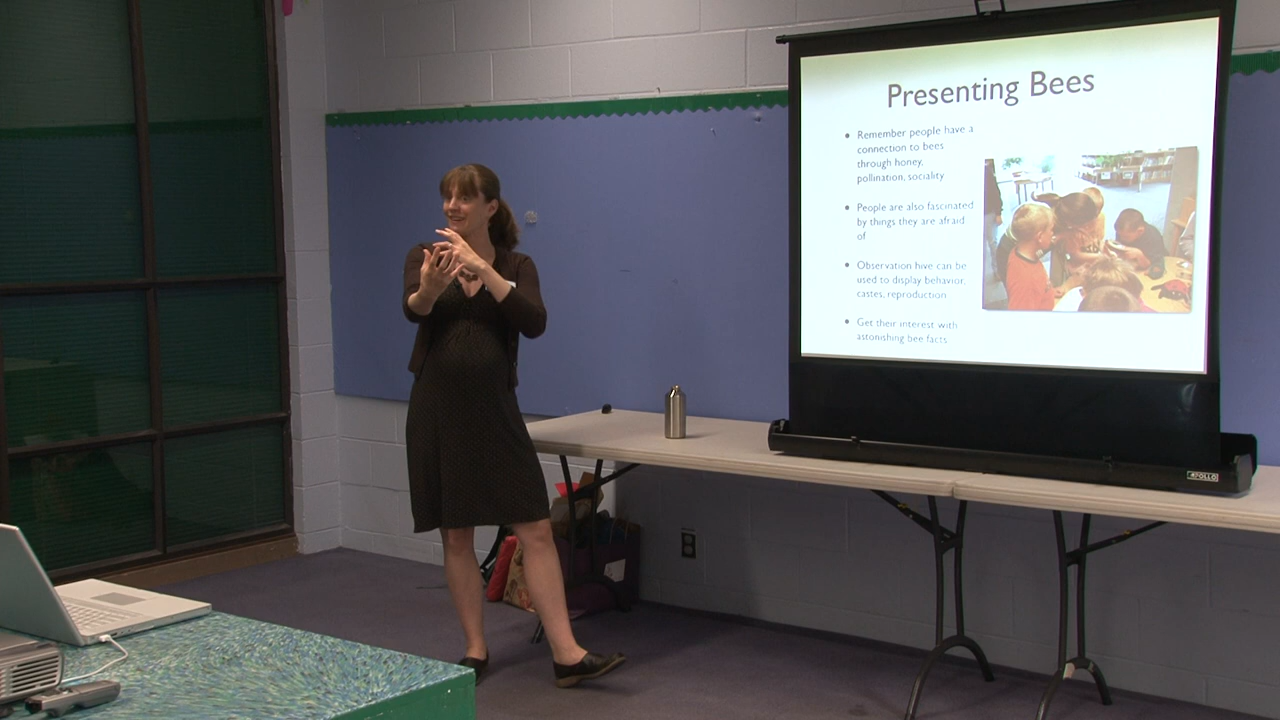 Presenting Bees
• Remember people have a
connection to bees
through honey,
pollination, sociality
• People are also fascinated
by things they are afraid
of
• Observation hive can be
used to display behavior,
castes, reproduction
• Get their interest with
astonishing bee facts
APOLLO